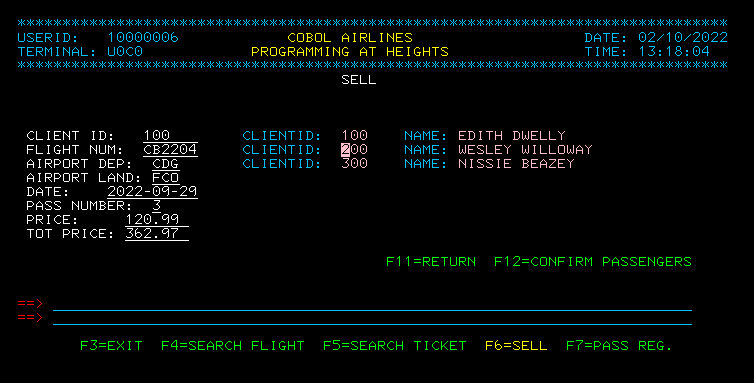 *******************************************************************************
USERID: 10000006 COBOL AIRLINES DATE: 02/10/2022
TERMINAL: U0C0 PROGRAMMING AT HEIGHTS TIME: 13:18:04
*******************************************************************************
SELL
CLIENT ID: 100 CLIENTID: 100 NAME: EDITH DWELLY
FLIGHT NUM: CB2204 CLIENTID: 200 NAME: WESLEY WILLOWAY
AIRPORT DEP: CDG CLIENTID: 300 NAME: NISSIE BEAZEY
AIRPORT LAND: FCO
DATE: 2022-09-29
PASS NUMBER: 3
PRICE: 120.99
TOT PRICE: 362.97
F11=RETURN F12=CONFIRM PASSENGERS
==>
==>
F3=EXIT F4=SEARCH FLIGHT F5=SEARCH TICKET F6=SELL F7=PASS REG.